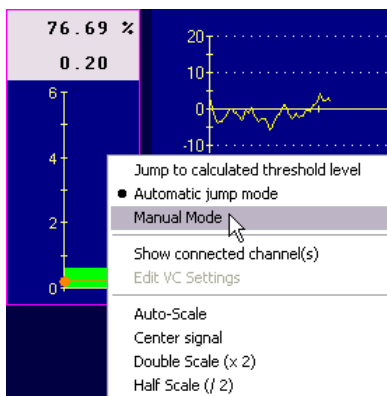 76.69 %
0.20
6
4
2
0
20
10
0
-10
Jump to calculated threshold level
Automatic jump mode
Manual Mode
Show connected channel(s)
Edit VC Settings
Auto-Scale
Center signal
Double Scale (x 2)
Half Scale (/ 2)